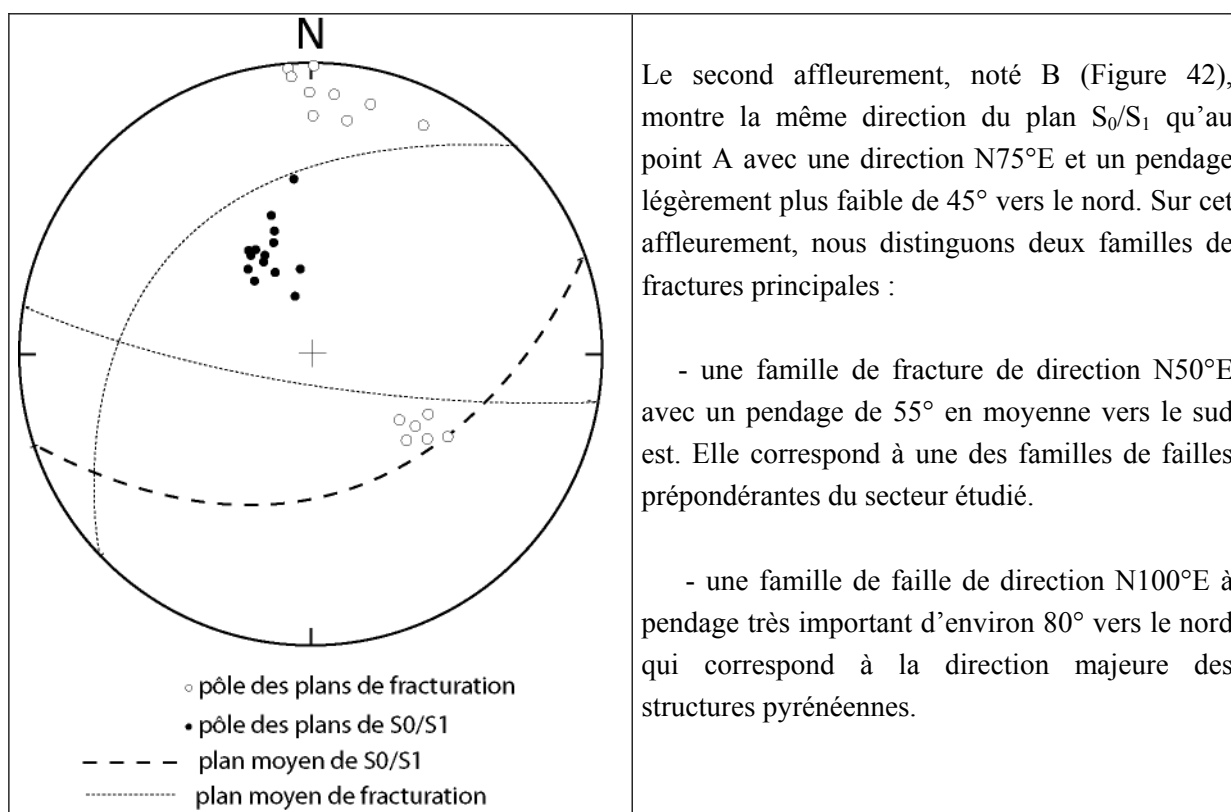 N
pôle des plans de fracturation
pôle des plans de S0/S1
plan moyen de S0/S1
plan moyen de fracturation
Le second affleurement, noté B (Figure 42),
montre la même direction du plan S₀/S₁ qu’au
point A avec une direction N75°E et un pendage
légèrement plus faible de 45° vers le nord. Sur cet
affleurement, nous distinguons deux familles de
fractures principales :
- une famille de fracture de direction N50°E
avec un pendage de 55° en moyenne vers le sud
est. Elle correspond à une des familles de failles
prépondérantes du secteur étudié.
- une famille de faille de direction N100°E à
pendage très important d’environ 80° vers le nord
qui correspond à la direction majeure des
structures pyrénéennes.